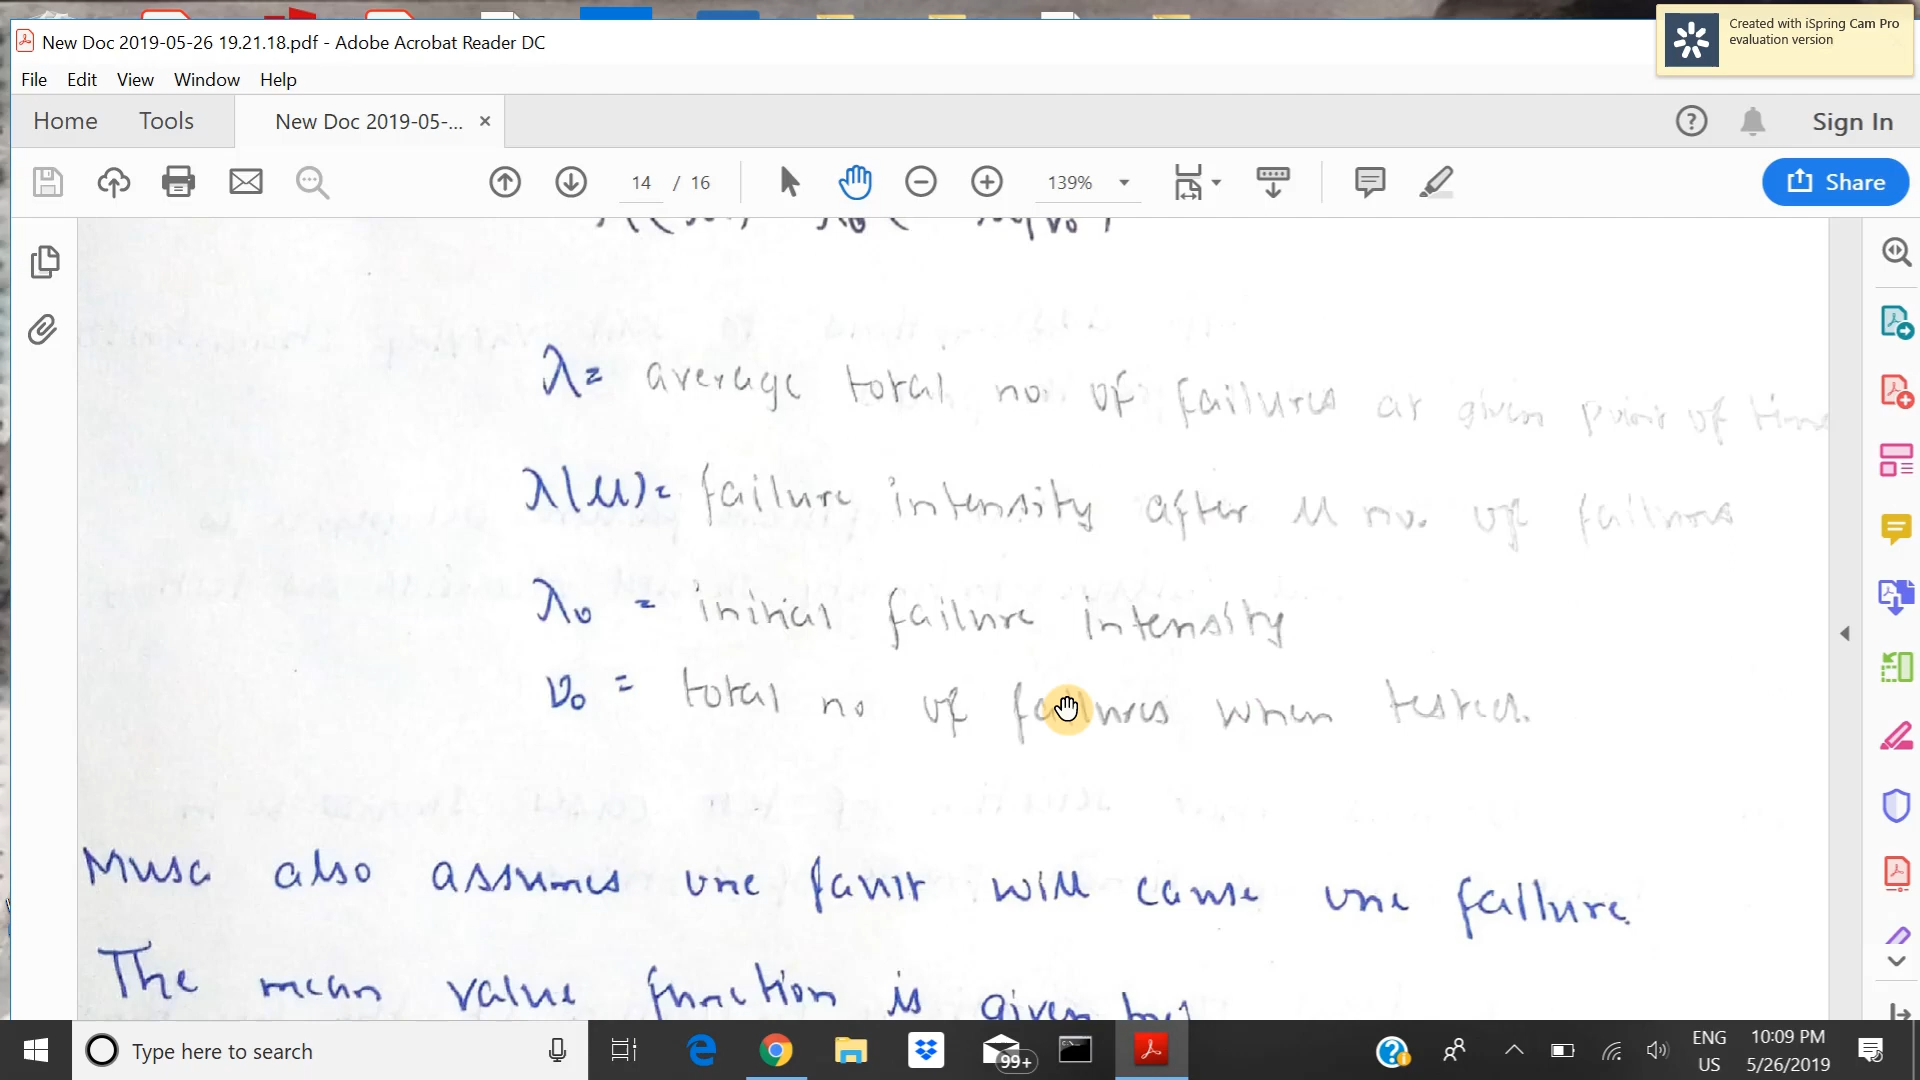 New Doc 2019-05-26 19.21.18.pdf - Adobe Acrobat Reader DC
Created with iSpring Cam Pro
evaluation version
File Edit View Window Help
Home Tools New Doc 2019-05-... × Sign In
14 / 16 139% Share
λ = average total no. of failures at given point of time
λ(μ) = failure intensity after μ no. of failures
λ0 = initial failure intensity
ν0 = total no of failures when tested.
Musa also assumes one fault will cause one failure.
The mean value function is given by
Type here to search
99+
ENG
US
10:09 PM
5/26/2019